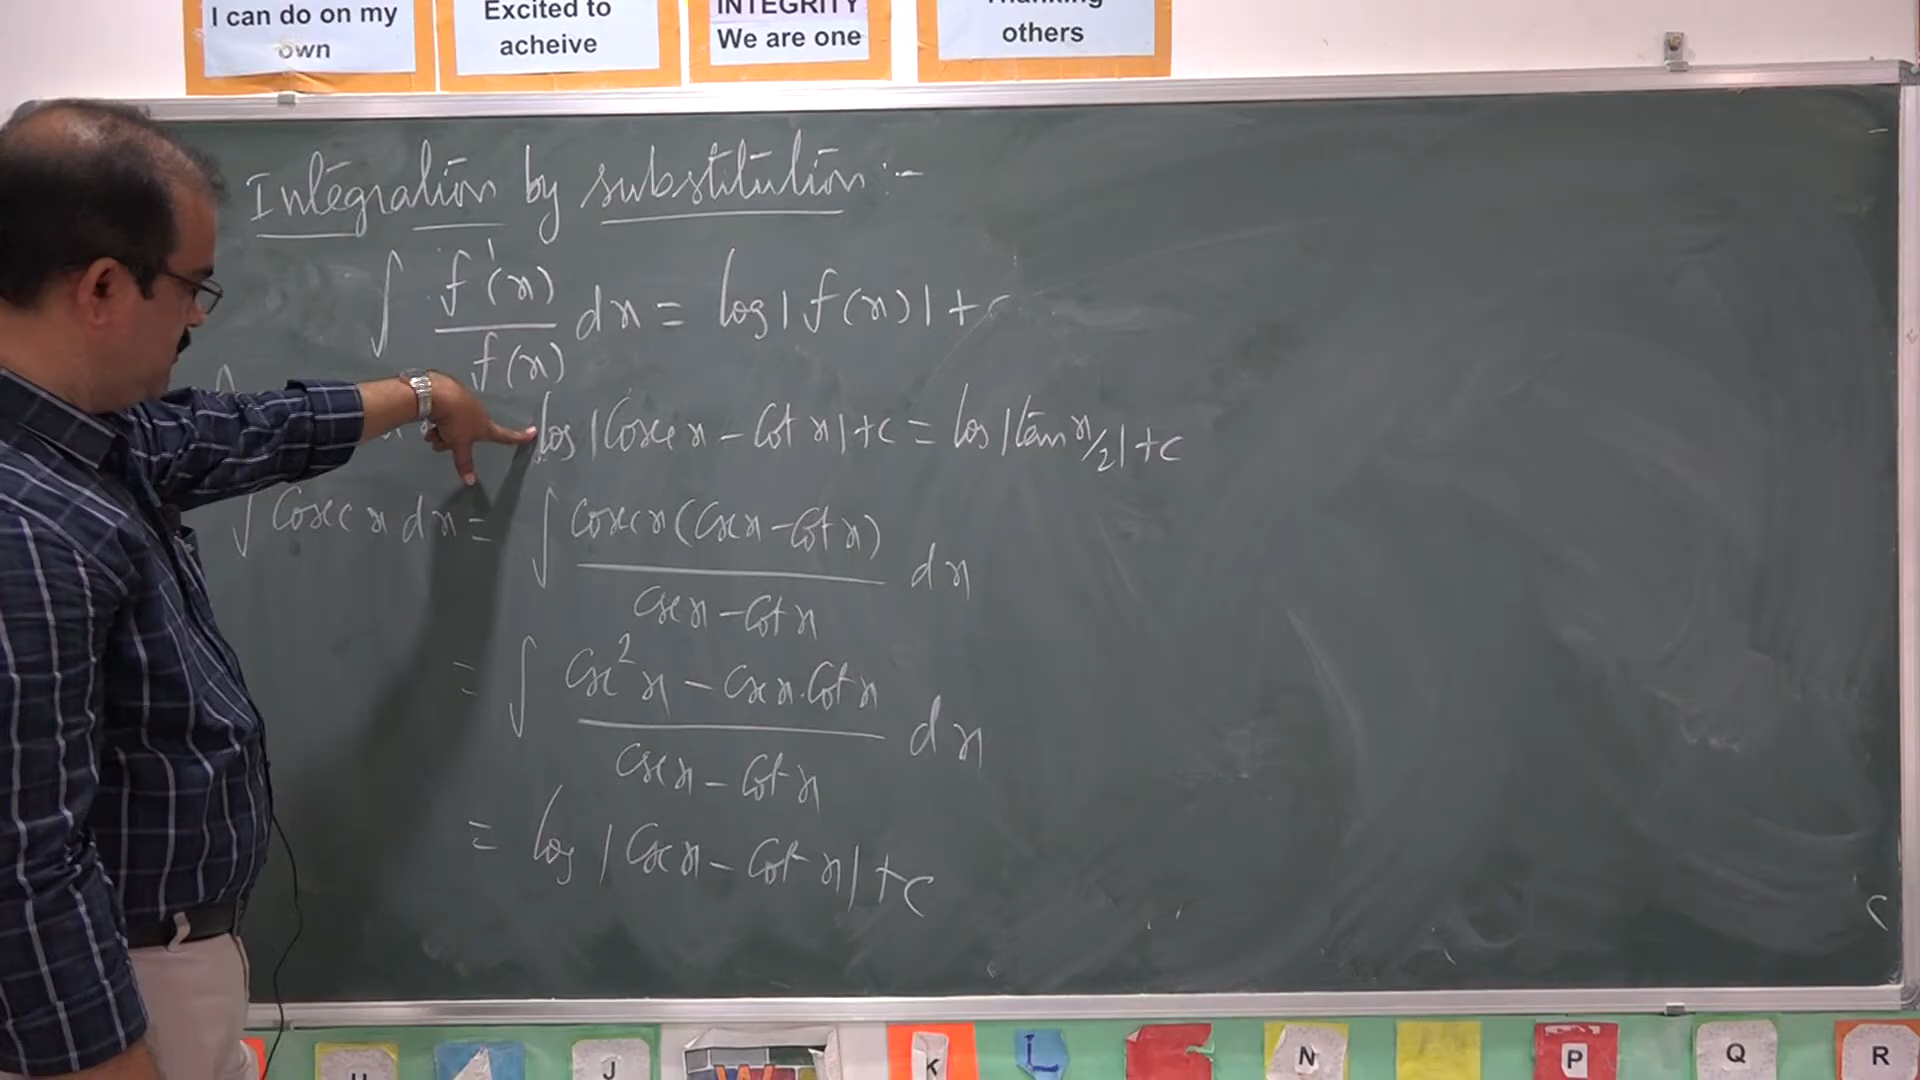 I can do on my
own
Excited to
acheive
INTEGRITY
We are one
Thanking
others
Integration by substitution :-
∫ f'(x)/f(x) dx = log|f(x)| + c
log|Cosec x - Cot x| + c = log|tan x/2| + c
∫ Cosec x dx = ∫ Cosec x (Csc x - Cot x)/Csc x - Cot x dx
= ∫ Csc² x - Csc x . Cot x/Csc x - Cot x dx
= log |Csc x - Cot x| + c
J
K
L
N
P
Q
R